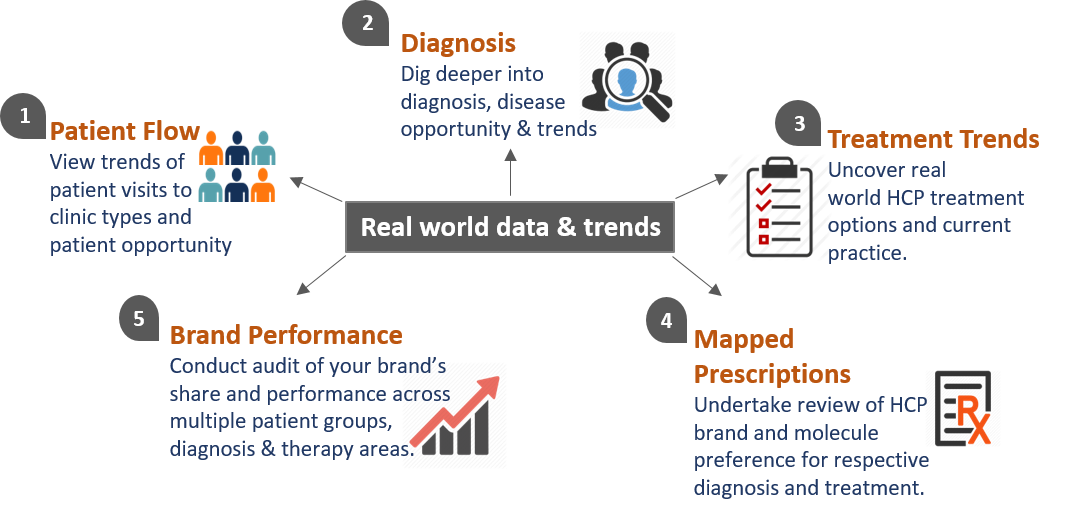 1
Patient Flow
View trends of
patient visits to
clinic types and
patient opportunity
2
Diagnosis
Dig deeper into
diagnosis, disease
opportunity & trends
3
Treatment Trends
Uncover real
world HCP treatment
options and current
practice.
Real world data & trends
4
Mapped
Prescriptions
Undertake review of HCP
brand and molecule
preference for respective
diagnosis and treatment.
RX
5
Brand Performance
Conduct audit of your brand’s
share and performance across
multiple patient groups,
diagnosis & therapy areas.